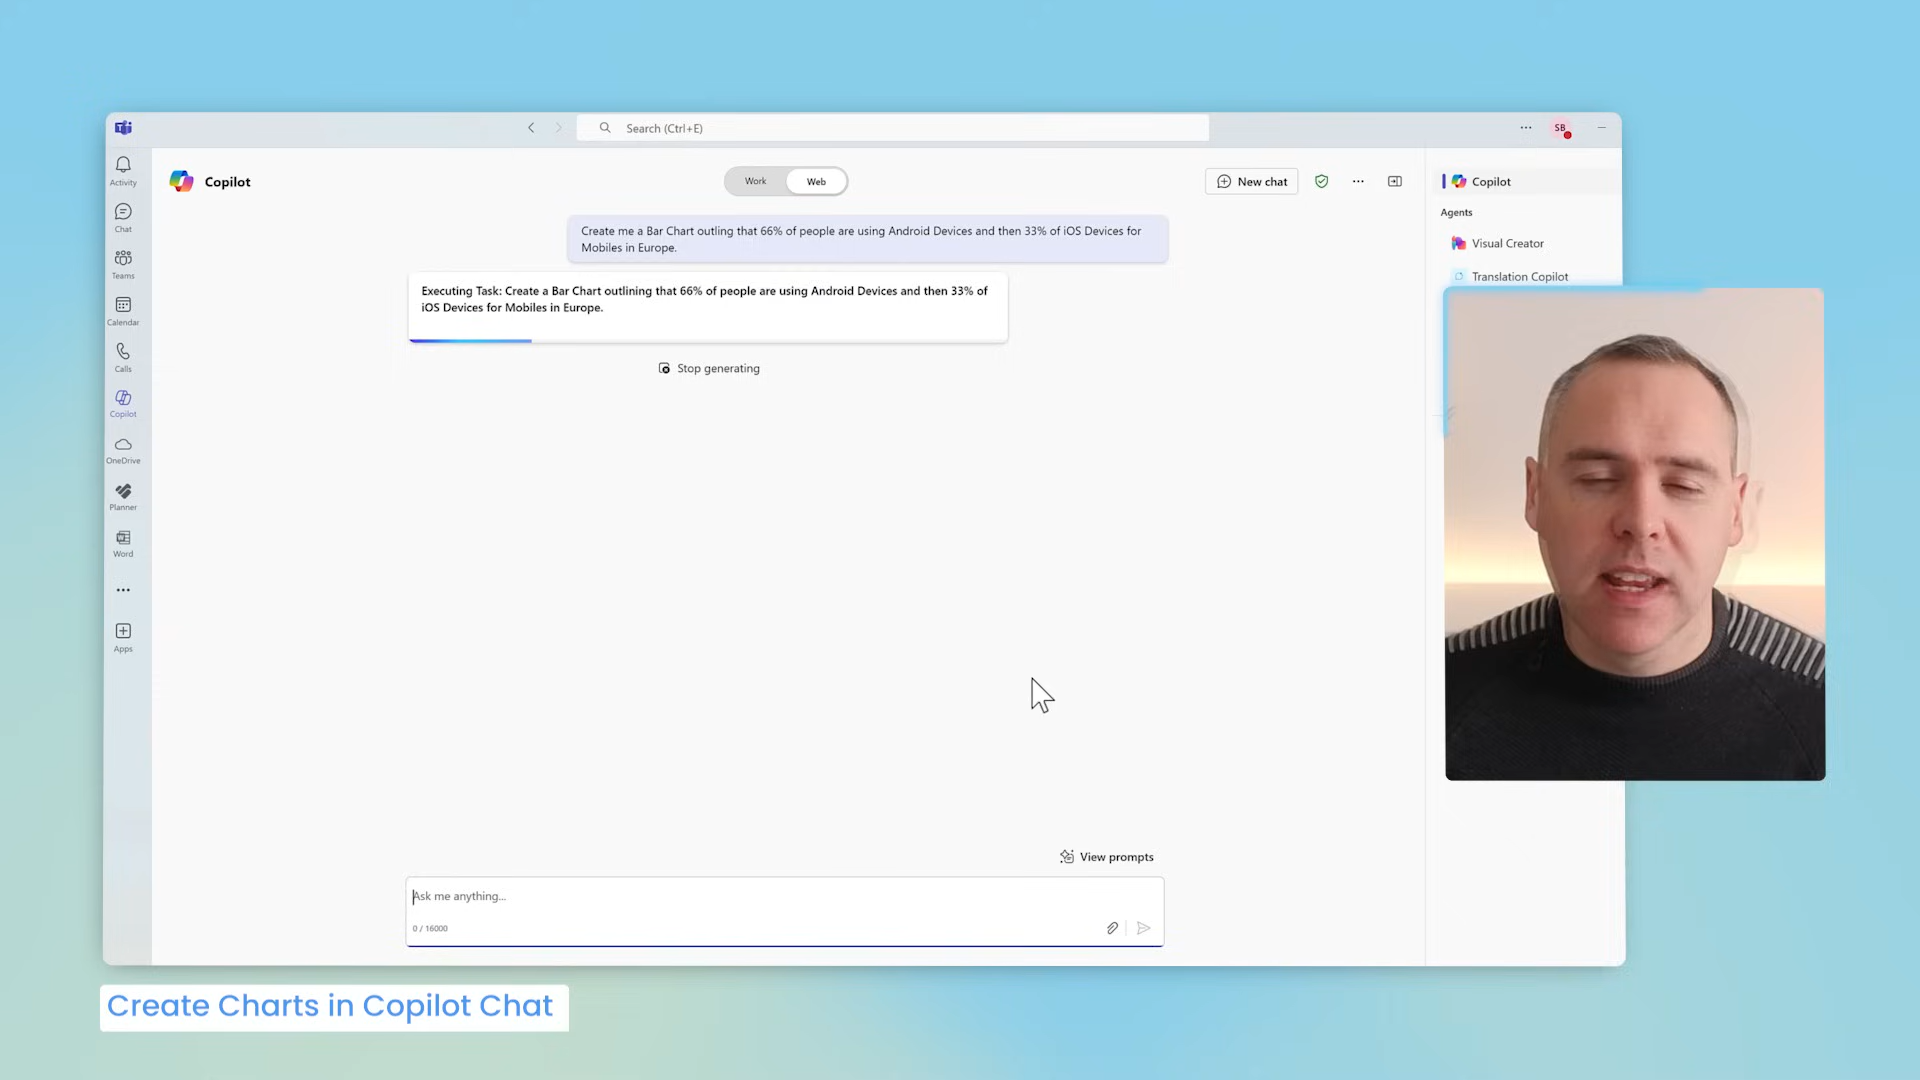 Search (Ctrl+E)
SB
Activity
Chat
Teams
Calendar
Calls
Copilot
OneDrive
Planner
Word
Apps
Copilot
Work
Web
New chat
Create me a Bar Chart outling that 66% of people are using Android Devices and then 33% of iOS Devices for
Mobiles in Europe.
Executing Task: Create a Bar Chart outlining that 66% of people are using Android Devices and then 33% of
iOS Devices for Mobiles in Europe.
Stop generating
View prompts
Ask me anything...
0 / 16000
Copilot
Agents
Visual Creator
Translation Copilot
Create Charts in Copilot Chat